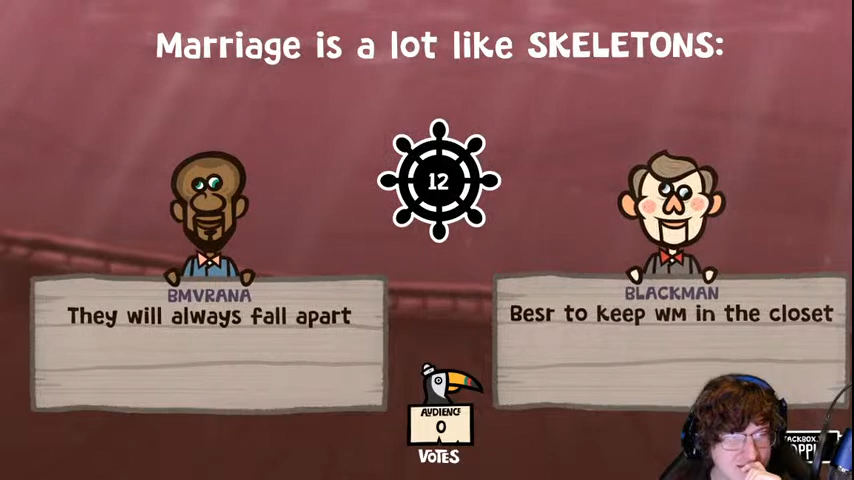 Marriage is a lot like SKELETONS:
12
BMVRANA
They will always fall apart
BLACKMAN
Besr to keep wm in the closet
AUDIENCE
0
VOTES